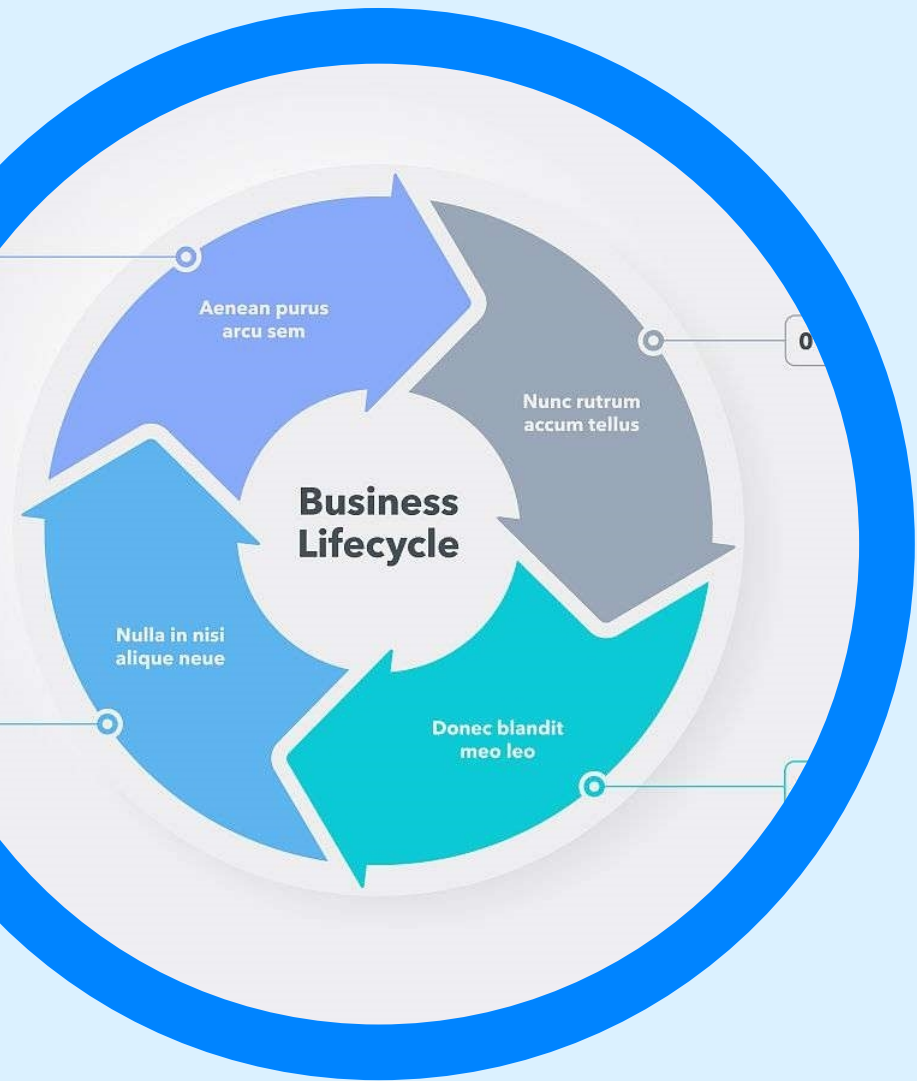 Aenean purus
arcu sem
Nunc rutrum
accum tellus
0
Business
Lifecycle
Nulla in nisi
alique neue
Donec blandit
meo leo